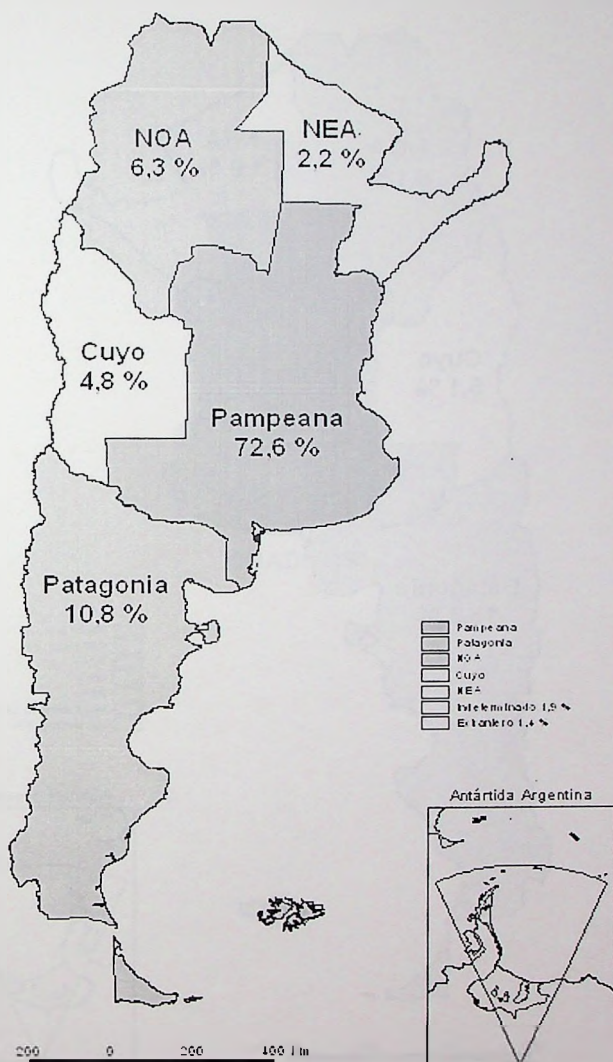 NOA
6,3 %
NEA
2,2 %
Cuyo
4,8 %
Pampeana
72,6 %
Patagonia
10,8 %
Pampeana
Patagonia
NOA
Cuyo
NEA
Indeterminado 1,9 %
Extranjero 1,4 %
Antártida Argentina
200 0 200 400 km